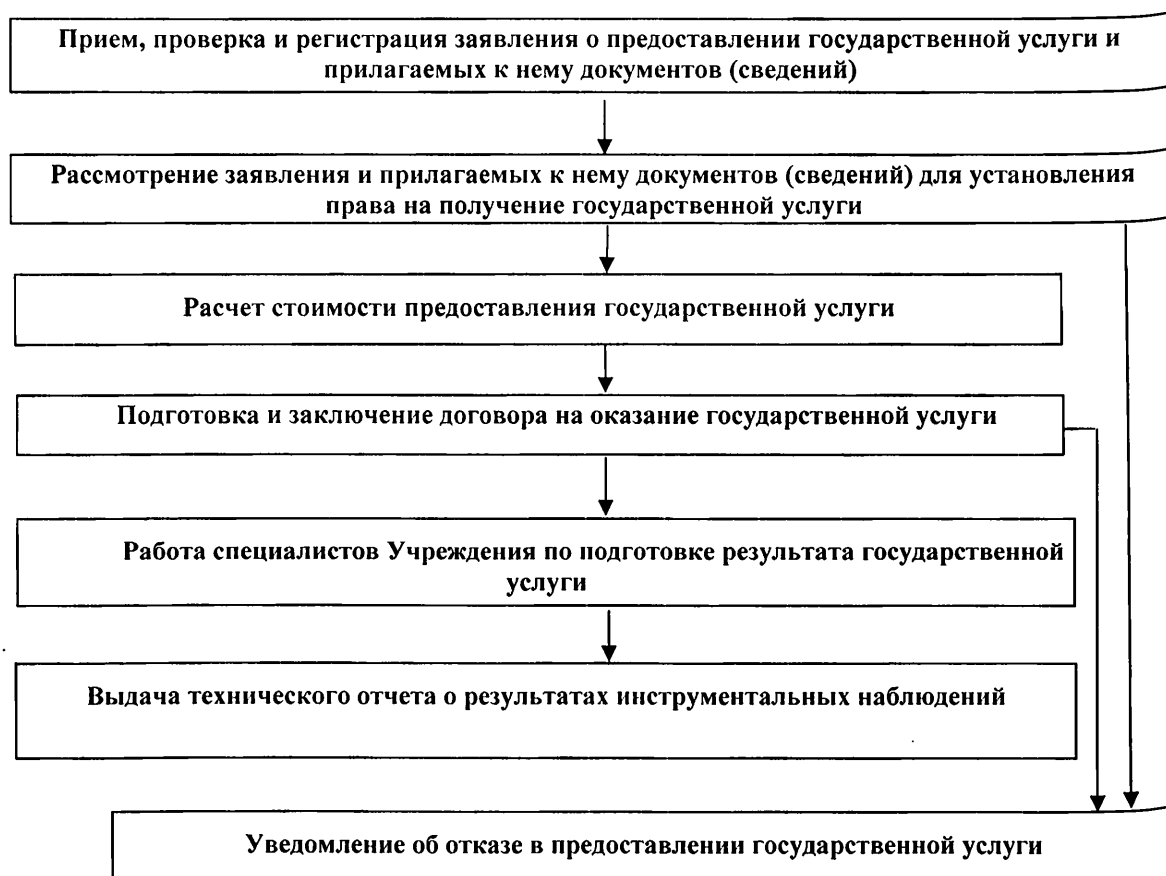 Прием, проверка и регистрация заявления о предоставлении государственной услуги и
прилагаемых к нему документов (сведений)
Рассмотрение заявления и прилагаемых к нему документов (сведений) для установления
права на получение государственной услуги
Расчет стоимости предоставления государственной услуги
Подготовка и заключение договора на оказание государственной услуги
Работа специалистов Учреждения по подготовке результата государственной
услуги
Выдача технического отчета о результатах инструментальных наблюдений
Уведомление об отказе в предоставлении государственной услуги